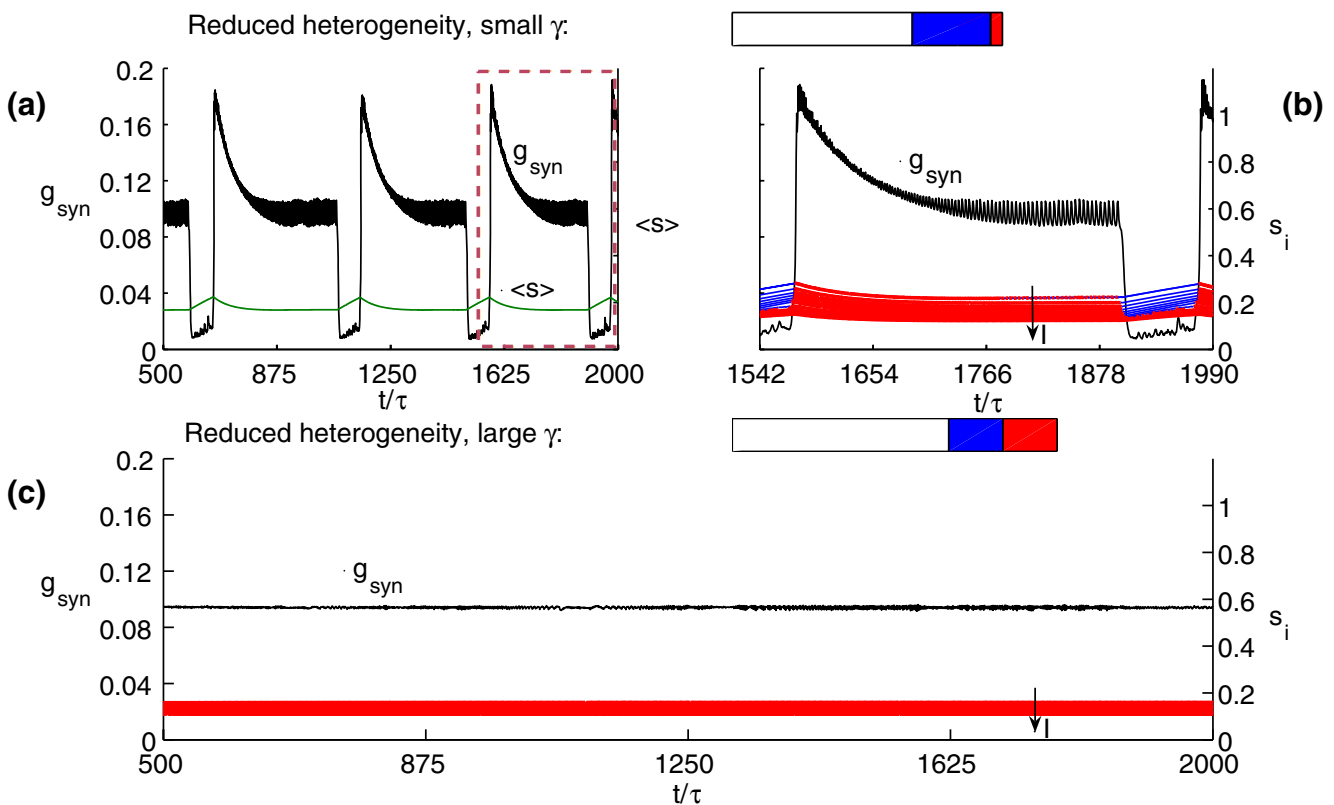 Reduced heterogeneity, small γ:
(a)
0.2
0.16
0.12
0.08
0.04
0
g_syn
g_syn
<s>
<s>
500 875 1250 1625 2000
t/τ
(b)
g_syn
1
0.8
0.6
0.4
0.2
0
s_i
I
1542 1654 1766 1878 1990
t/τ
Reduced heterogeneity, large γ:
(c)
0.2
0.16
0.12
0.08
0.04
0
g_syn
g_syn
1
0.8
0.6
0.4
0.2
0
s_i
I
500 875 1250 1625 2000
t/τ